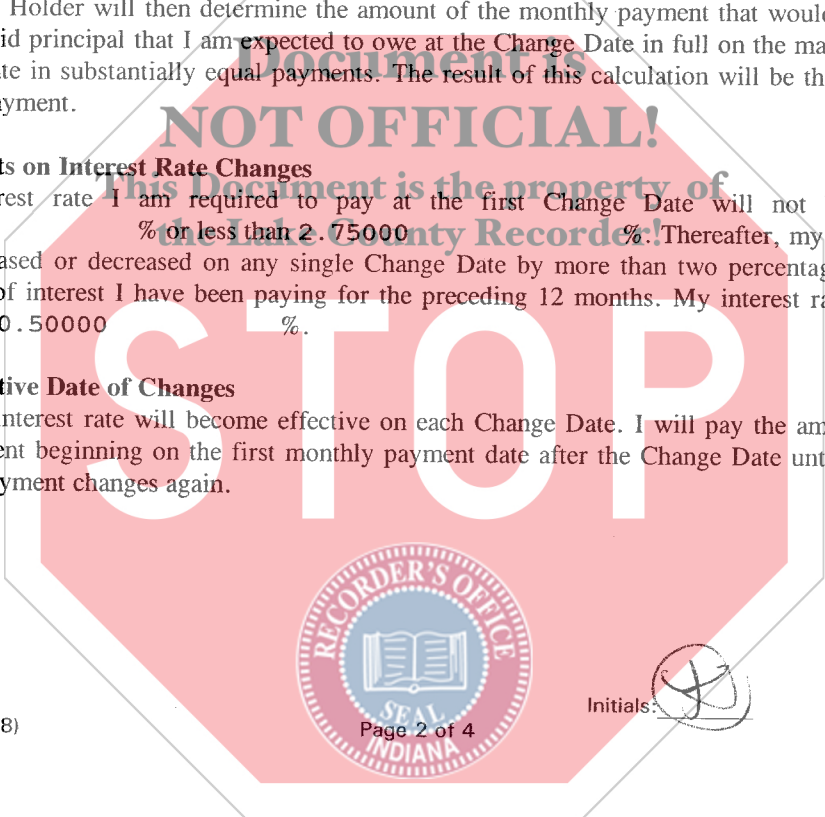 Holder will then determine the amount of the monthly payment that would
id principal that I am expected to owe at the Change Date in full on the ma
te in substantially equal payments. The result of this calculation will be th
yment.
Document is
NOT OFFICIAL!
This Document is the property of
the Lake County Recorder!
ts on Interest Rate Changes
rest rate I am required to pay at the first Change Date will not
% or less than 2.75000 %. Thereafter, my
ased or decreased on any single Change Date by more than two percentag
of interest I have been paying for the preceding 12 months. My interest ra
0.50000 %.
STOP
tive Date of Changes
interest rate will become effective on each Change Date. I will pay the am
ent beginning on the first monthly payment date after the Change Date unt
yment changes again.
RECORDER'S OFFICE
SEAL
INDIANA
Initials:
8)
Page 2 of 4